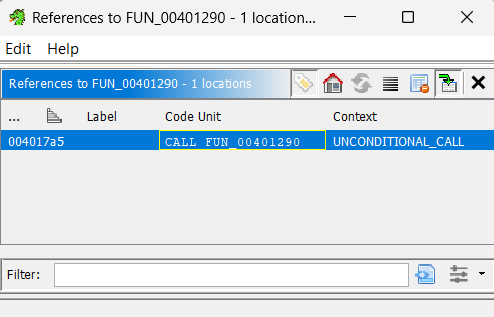 References to FUN_00401290 - 1 location...
Edit Help
References to FUN_00401290 - 1 locations
... Label Code Unit Context
004017a5 CALL FUN_00401290 UNCONDITIONAL_CALL
Filter: